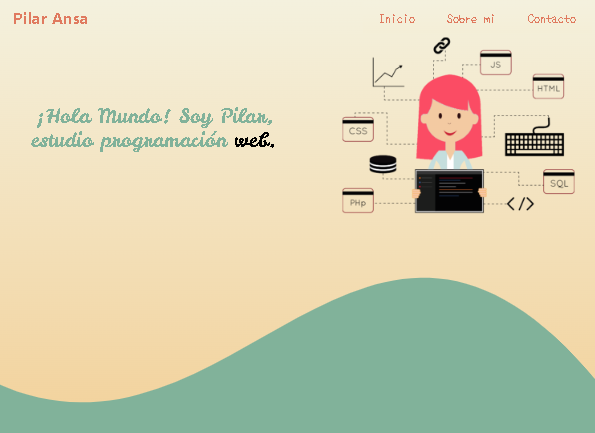 Pilar Ansa
Inicio Sobre mi Contacto
¡Hola Mundo! Soy Pilar,
estudio programación web.
JS
HTML
CSS
SQL
PHp
</>